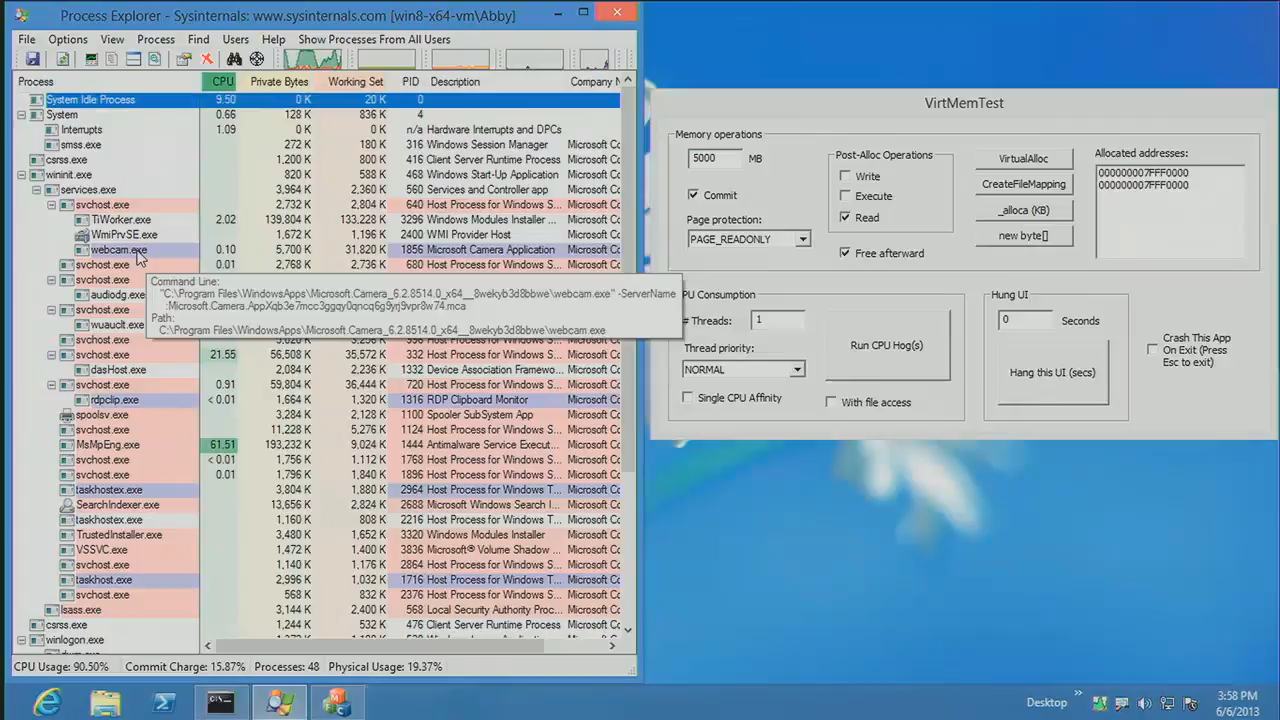 Process Explorer - Sysinternals: www.sysinternals.com [win8-x64-vm\Abby]
File Options View Process Find Users Help Show Processes From All Users
Process CPU Private Bytes Working Set PID Description Company N
System Idle Process 9.50 0 K 20 K 0
System 0.66 128 K 836 K 4
Interrupts 1.09 0 K 0 K n/a Hardware Interrupts and DPCs
smss.exe 272 K 180 K 316 Windows Session Manager Microsoft Co
csrss.exe 1,200 K 800 K 416 Client Server Runtime Process Microsoft Co
wininit.exe 820 K 588 K 468 Windows Start-Up Application Microsoft Co
services.exe 3,964 K 2,360 K 560 Services and Controller app Microsoft Co
svchost.exe 2,732 K 2,804 K 640 Host Process for Windows S... Microsoft Co
TiWorker.exe 2.02 139,804 K 133,228 K 3296 Windows Modules Installer ... Microsoft Co
WmiPrvSE.exe 1,672 K 1,196 K 2400 WMI Provider Host Microsoft Co
webcam.exe 0.10 5,700 K 31,820 K 1856 Microsoft Camera Application Microsoft Co
svchost.exe 0.01 2,768 K 2,736 K 680 Host Process for Windows S... Microsoft Co
svchost.exe
audiodg.exe
svchost.exe
wuauclt.exe
Command Line:
"C:\Program Files\WindowsApps\Microsoft.Camera_6.2.8514.0_x64__8wekyb3d8bbwe\webcam.exe" -ServerName
:Microsoft.Camera.AppXqb3e7mcc3ggqy0qncq6g9yrj9vpr8w74.mca
Path:
C:\Program Files\WindowsApps\Microsoft.Camera_6.2.8514.0_x64__8wekyb3d8bbwe\webcam.exe
svchost.exe
svchost.exe 21.55 56,508 K 35,572 K 900 Host Process for Windows S... Microsoft Co
dasHost.exe 2,084 K 2,236 K 1332 Device Association Framewo... Microsoft Co
svchost.exe 0.91 59,804 K 36,444 K 720 Host Process for Windows S... Microsoft Co
rdpclip.exe < 0.01 1,664 K 1,320 K 1316 RDP Clipboard Monitor Microsoft Co
spoolsv.exe 3,284 K 2,128 K 1100 Spooler SubSystem App Microsoft Co
svchost.exe 11,228 K 5,276 K 1124 Host Process for Windows S... Microsoft Co
MsMpEng.exe 61.51 193,232 K 9,024 K 1444 Antimalware Service Execut... Microsoft Co
svchost.exe < 0.01 1,756 K 1,112 K 1768 Host Process for Windows S... Microsoft Co
svchost.exe 0.01 1,796 K 1,840 K 1896 Host Process for Windows S... Microsoft Co
taskhostex.exe 3,804 K 1,880 K 2964 Host Process for Windows T... Microsoft Co
SearchIndexer.exe 13,656 K 2,824 K 2688 Microsoft Windows Search I... Microsoft Co
taskhostex.exe 1,160 K 808 K 2216 Host Process for Windows T... Microsoft Co
TrustedInstaller.exe 3,480 K 1,652 K 3320 Windows Modules Installer Microsoft Co
VSSVC.exe 1,472 K 1,400 K 3836 Microsoft® Volume Shadow ... Microsoft Co
svchost.exe 1,140 K 1,176 K 2864 Host Process for Windows S... Microsoft Co
taskhost.exe 2,996 K 1,032 K 1716 Host Process for Windows T... Microsoft Co
svchost.exe 568 K 832 K 2376 Host Process for Windows S... Microsoft Co
lsass.exe 3,144 K 2,400 K 568 Local Security Authority Proc... Microsoft Co
csrss.exe 1,244 K 532 K 476 Client Server Runtime Process Microsoft Co
winlogon.exe
CPU Usage: 90.50% Commit Charge: 15.87% Processes: 48 Physical Usage: 19.37%
VirtMemTest
Memory operations
5000 MB
Commit
Page protection:
PAGE_READONLY
Post-Alloc Operations
Write
Execute
Read
Free afterward
VirtualAlloc
CreateFileMapping
_alloca (KB)
new byte[]
Allocated addresses:
000000007FFF0000
000000007FFF0000
PU Consumption
# Threads: 1
Thread priority:
NORMAL
Single CPU Affinity
Run CPU Hog(s)
With file access
Hung UI
0 Seconds
Hang this UI (secs)
Crash This App
On Exit (Press
Esc to exit)
Desktop
3:58 PM
6/6/2013